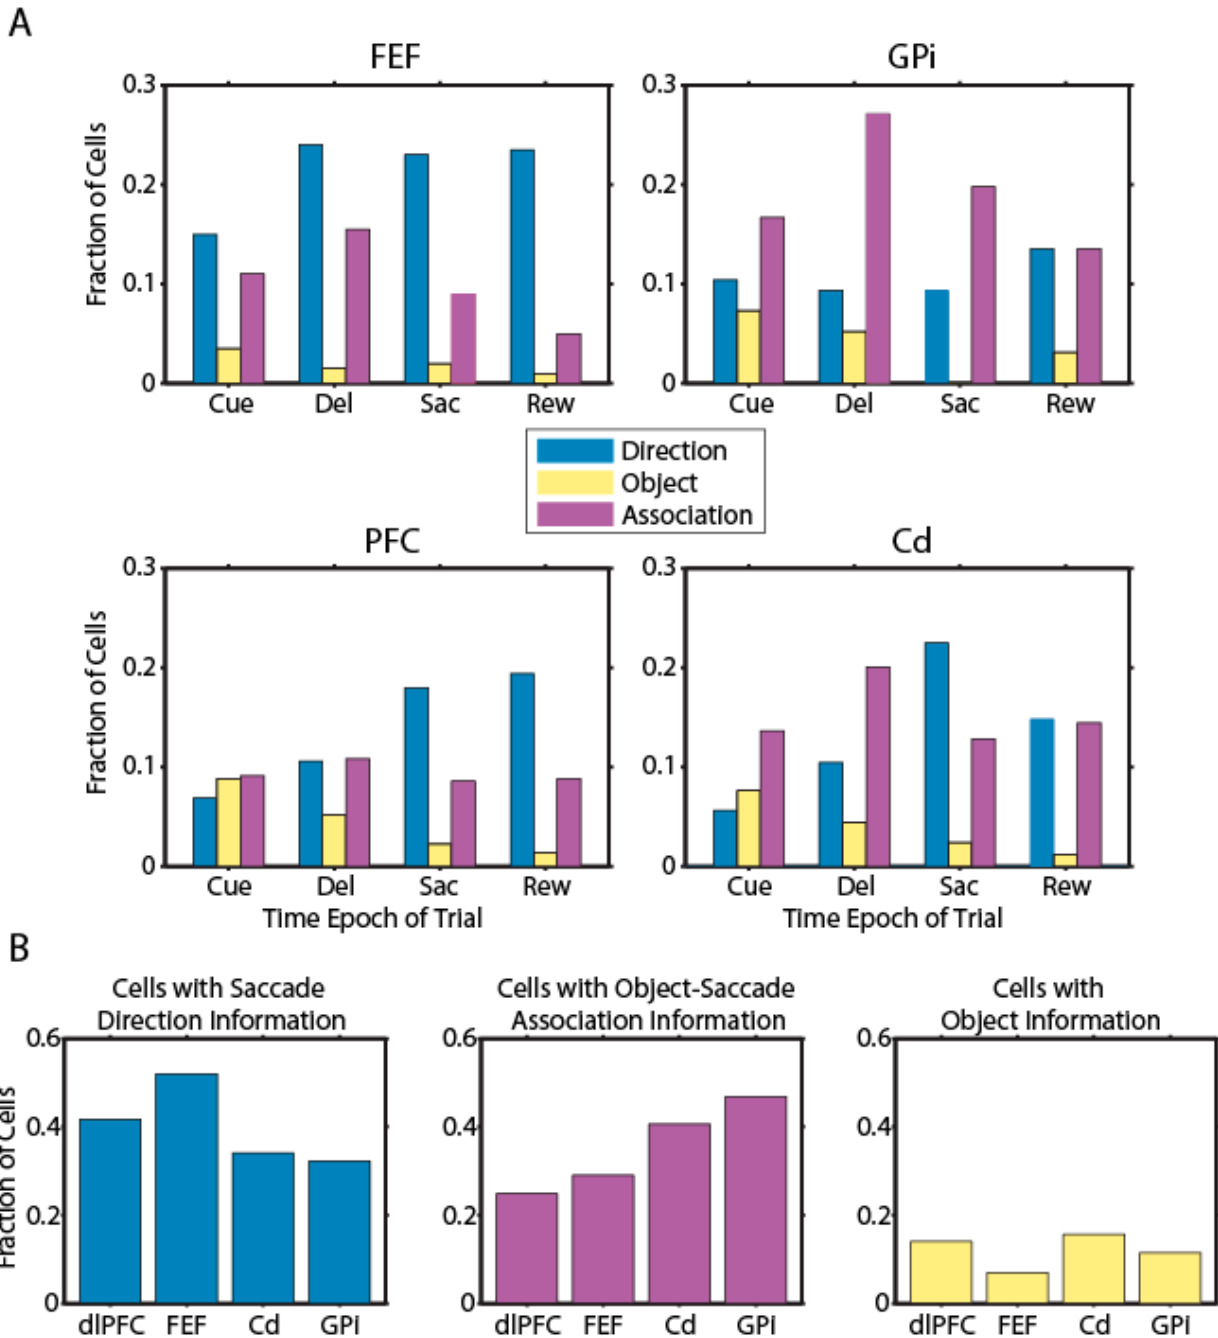 A
FEF
GPi
0.3
0.2
0.1
0
Fraction of Cells
Cue Del Sac Rew
0.3
0.2
0.1
0
Cue Del Sac Rew
Direction
Object
Association
PFC
Cd
0.3
0.2
0.1
0
Fraction of Cells
Cue Del Sac Rew
Time Epoch of Trial
0.3
0.2
0.1
0
Cue Del Sac Rew
Time Epoch of Trial
B
Cells with Saccade
Direction Information
0.6
0.4
0.2
0
Fraction of Cells
dlPFC FEF Cd GPi
Cells with Object-Saccade
Association Information
0.6
0.4
0.2
0
dlPFC FEF Cd GPi
Cells with
Object Information
0.6
0.4
0.2
0
dlPFC FEF Cd GPi